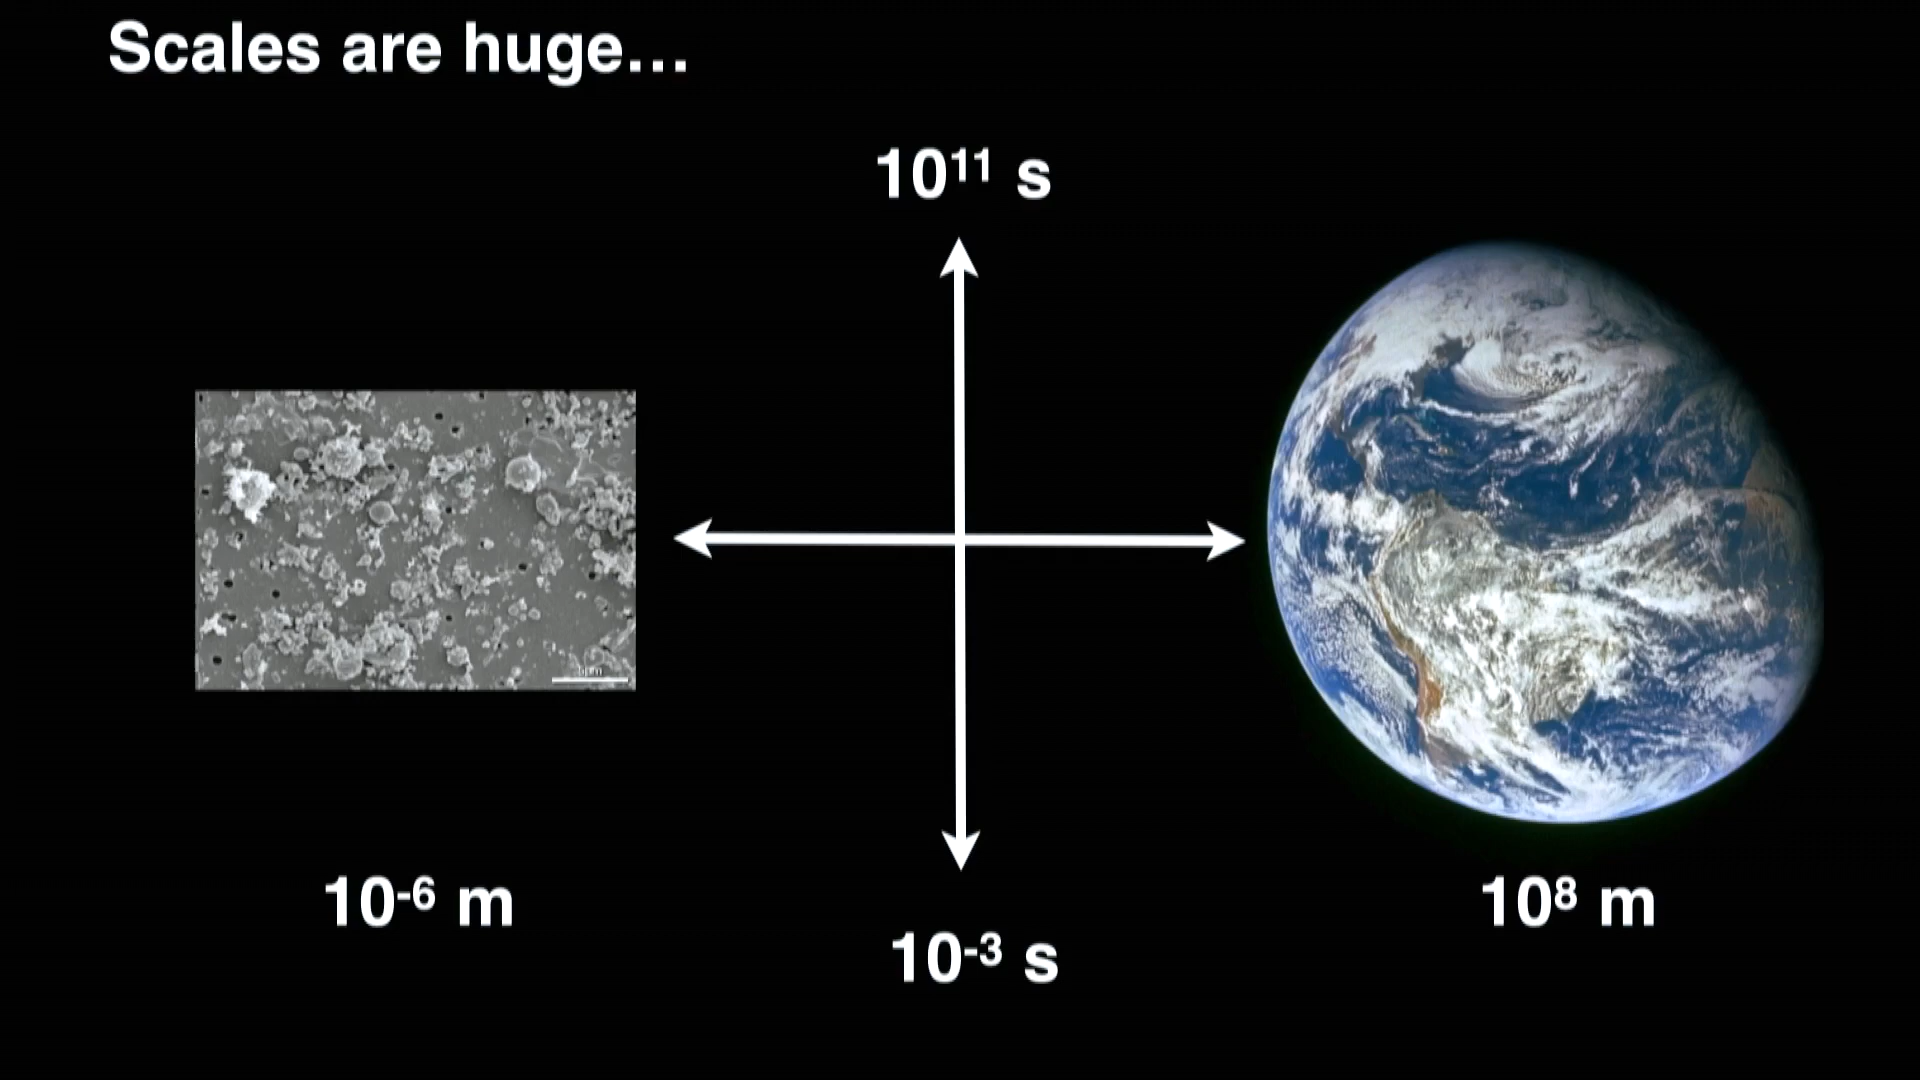 Scales are huge...
10¹¹ s
10⁻⁶ m
10⁸ m
10⁻³ s